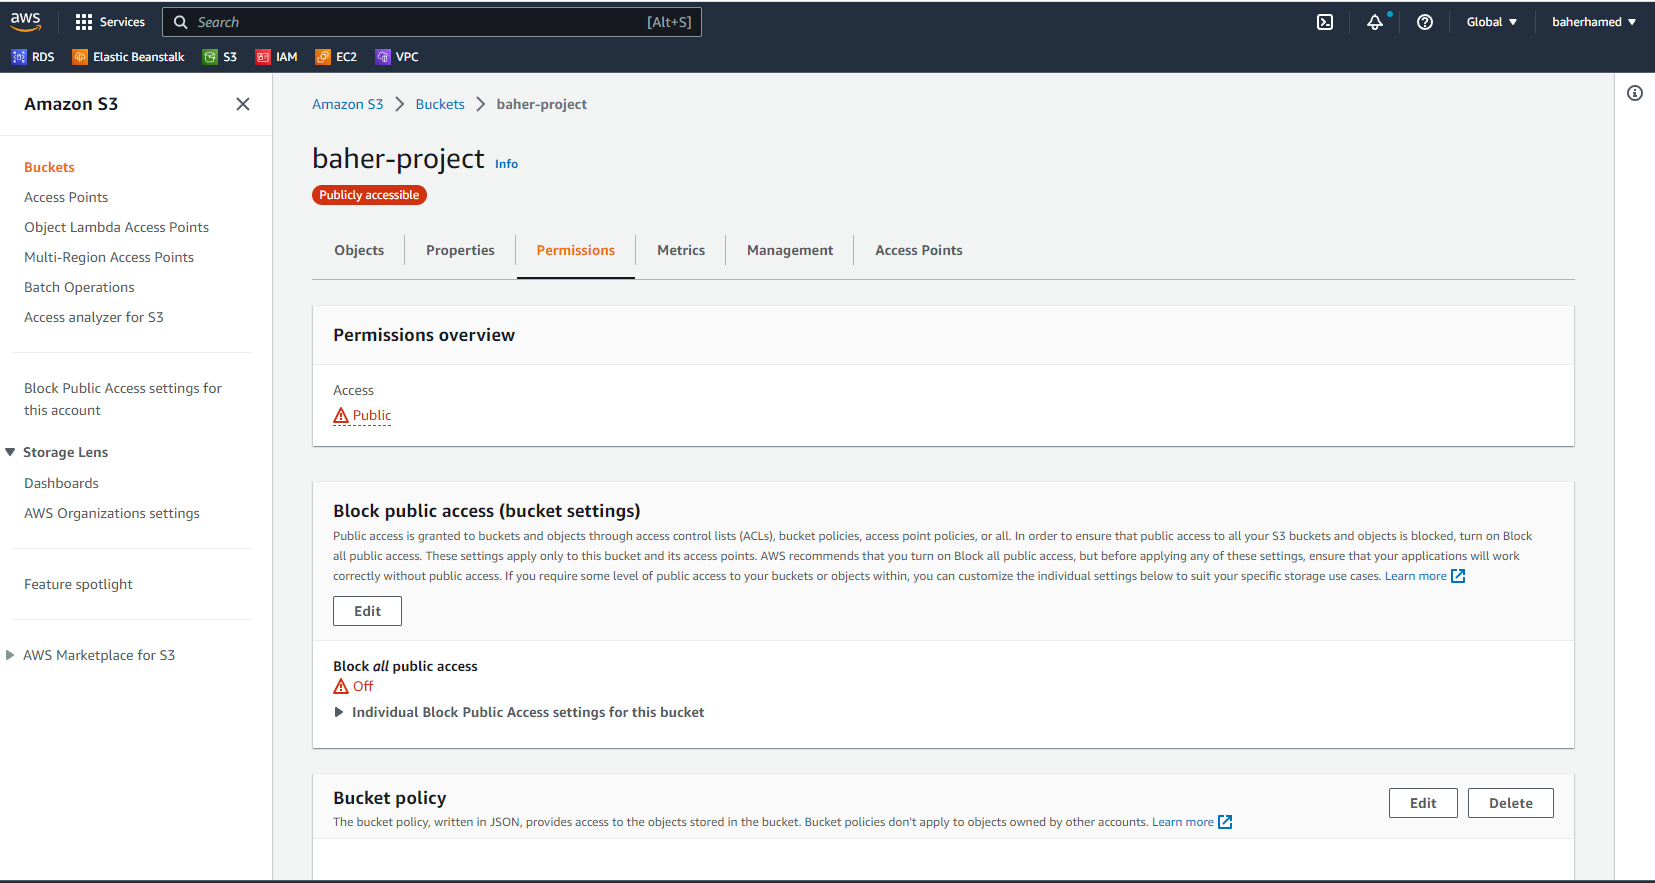 aws
Services
Search
[Alt+S]
Global
baherhamed
RDS
Elastic Beanstalk
S3
IAM
EC2
VPC
Amazon S3
Buckets
Access Points
Object Lambda Access Points
Multi-Region Access Points
Batch Operations
Access analyzer for S3
Block Public Access settings for
this account
Storage Lens
Dashboards
AWS Organizations settings
Feature spotlight
AWS Marketplace for S3
Amazon S3 > Buckets > baher-project
baher-project Info
Publicly accessible
Objects
Properties
Permissions
Metrics
Management
Access Points
Permissions overview
Access
Public
Block public access (bucket settings)
Public access is granted to buckets and objects through access control lists (ACLs), bucket policies, access point policies, or all. In order to ensure that public access to all your S3 buckets and objects is blocked, turn on Block
all public access. These settings apply only to this bucket and its access points. AWS recommends that you turn on Block all public access, but before applying any of these settings, ensure that your applications will work
correctly without public access. If you require some level of public access to your buckets or objects within, you can customize the individual settings below to suit your specific storage use cases. Learn more
Edit
Block all public access
Off
Individual Block Public Access settings for this bucket
Bucket policy
The bucket policy, written in JSON, provides access to the objects stored in the bucket. Bucket policies don't apply to objects owned by other accounts. Learn more
Edit
Delete